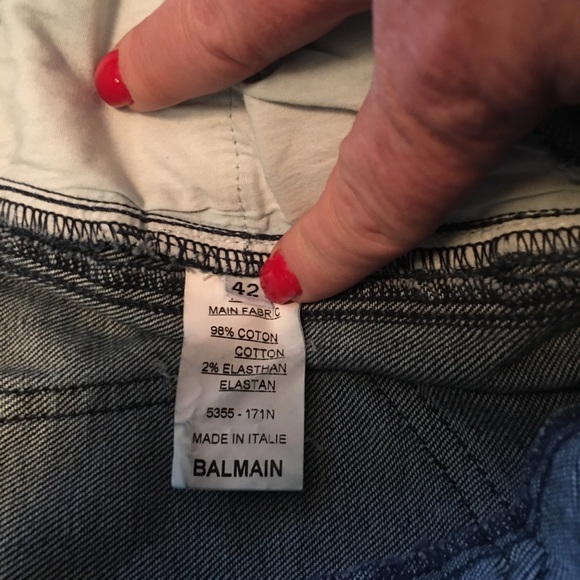 42
MAIN FABRIC
98% COTON
COTTON
2% ELASTHAN
ELASTAN
5355 - 171N
MADE IN ITALIE
BALMAIN